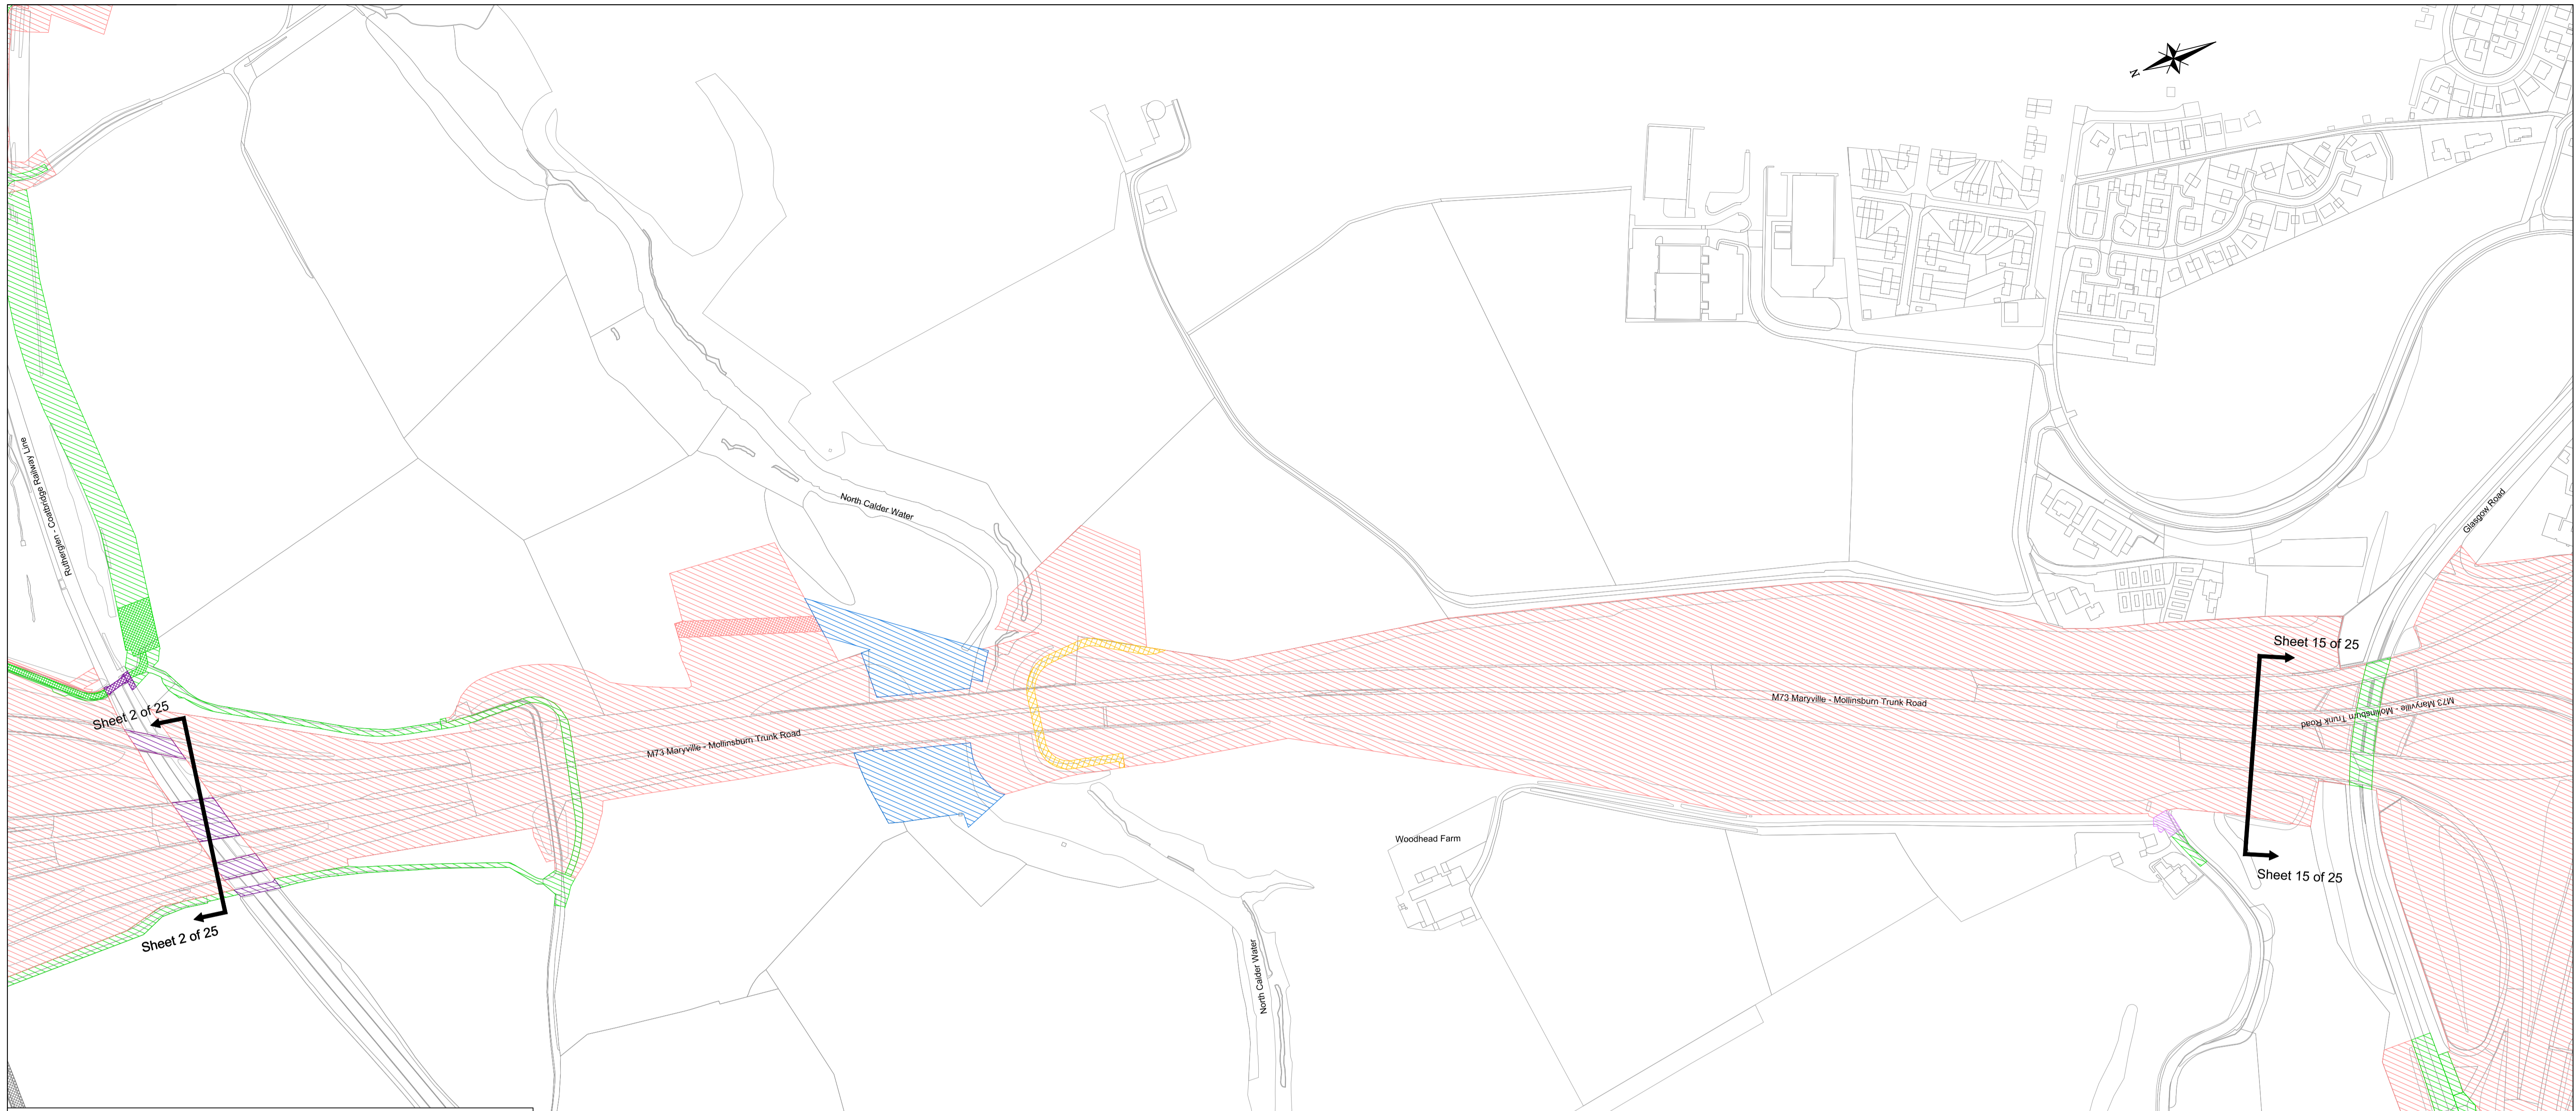 N
Rutherglen - Coatbridge Railway Line
North Calder Water
Glasgow Road
Sheet 15 of 25
Sheet 2 of 25
M73 Maryville - Mollinsburn Trunk Road
M73 Maryville - Mollinsburn Trunk Road
M73 Maryville - Mollinsburn Trunk Road
Woodhead Farm
Sheet 15 of 25
Sheet 2 of 25
North Calder Water